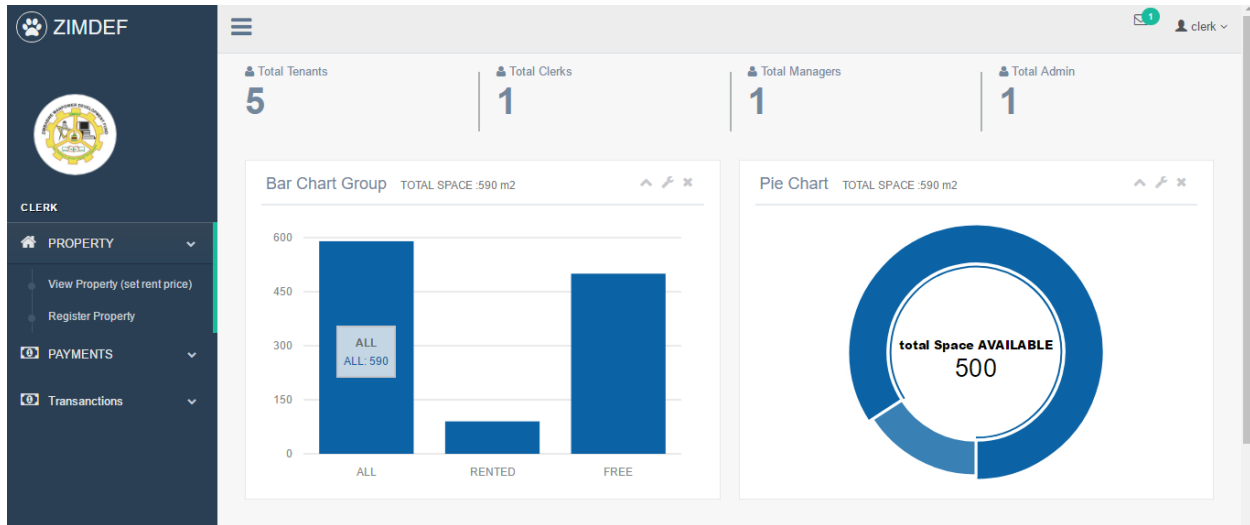 ZIMDEF
1
clerk
CLERK
PROPERTY
View Property (set rent price)
Register Property
PAYMENTS
Transanctions
Total Tenants
5
Total Clerks
1
Total Managers
1
Total Admin
1
Bar Chart Group TOTAL SPACE :590 m2
600
450
300
150
0
ALL
ALL: 590
ALL
RENTED
FREE
Pie Chart TOTAL SPACE :590 m2
total Space AVAILABLE
500